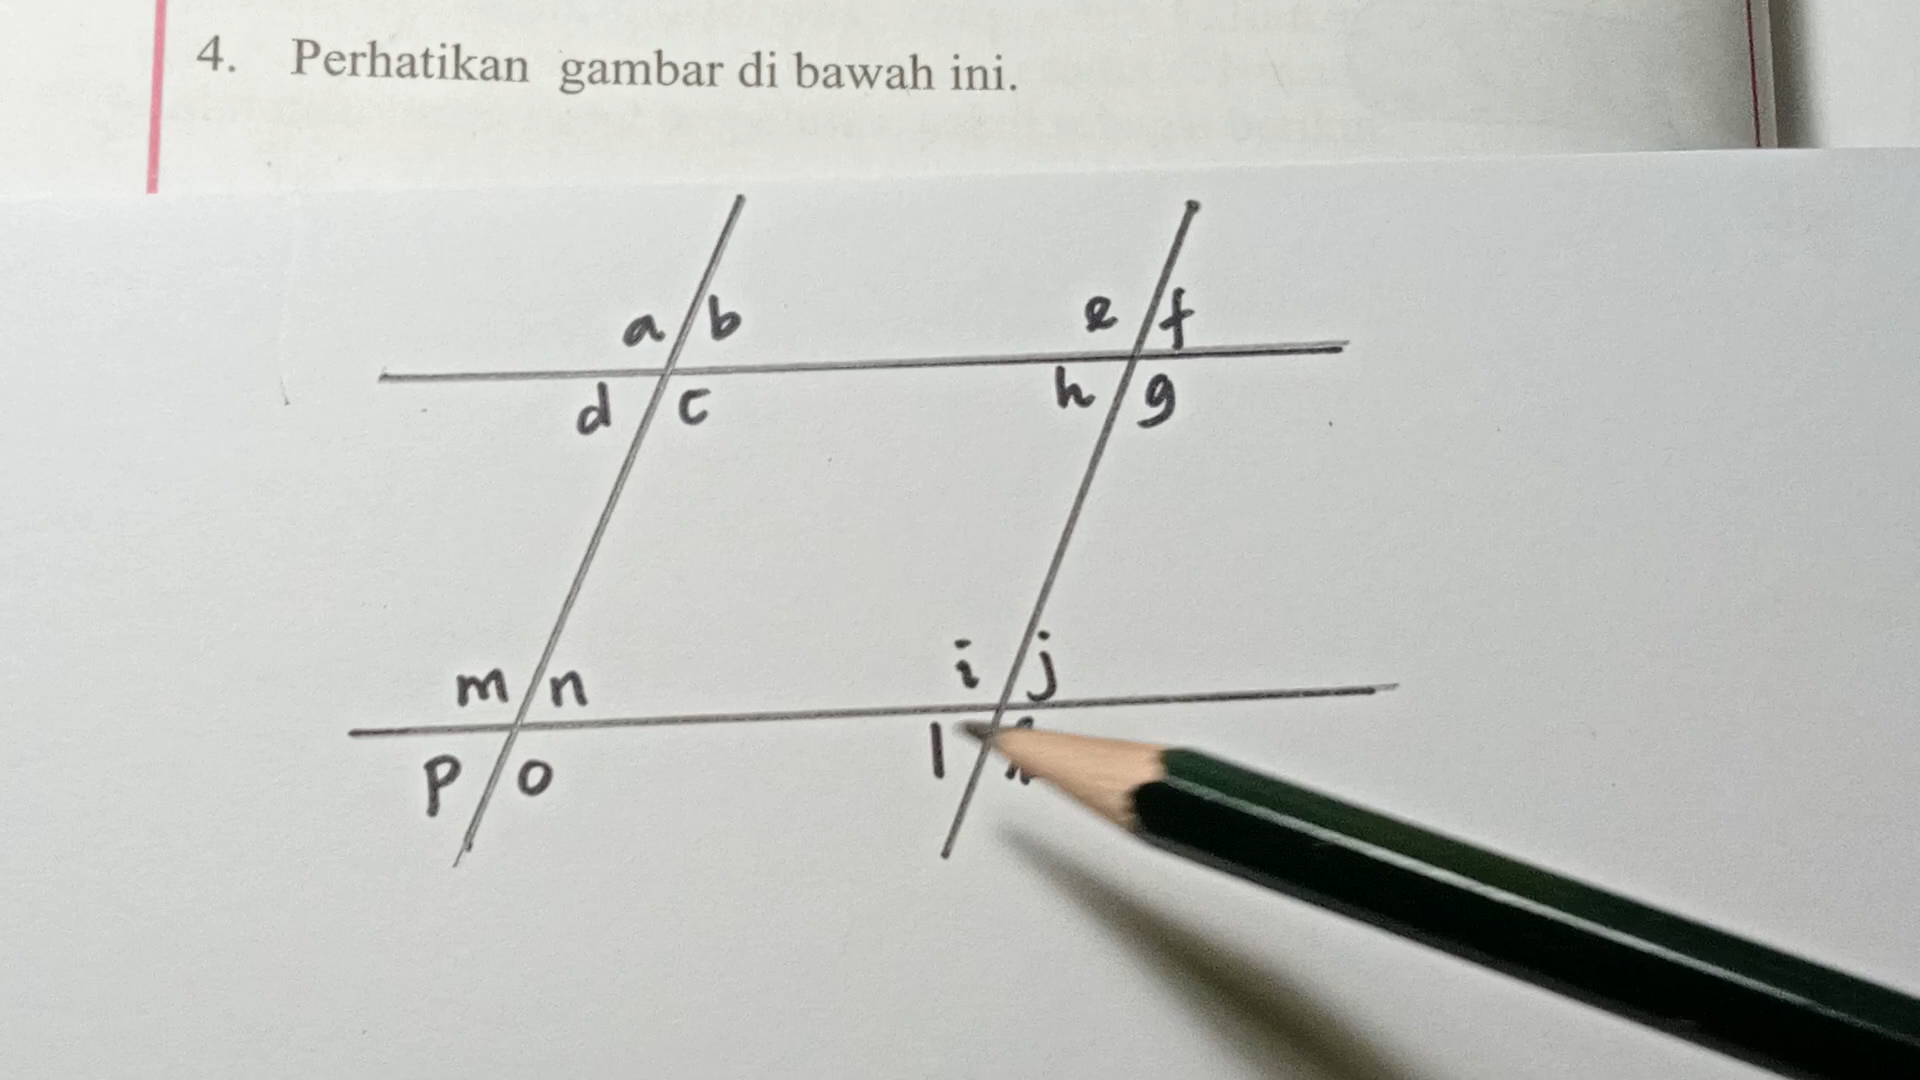 4. Perhatikan gambar di bawah ini.
a b e f
d c h g
m n i j
p o l